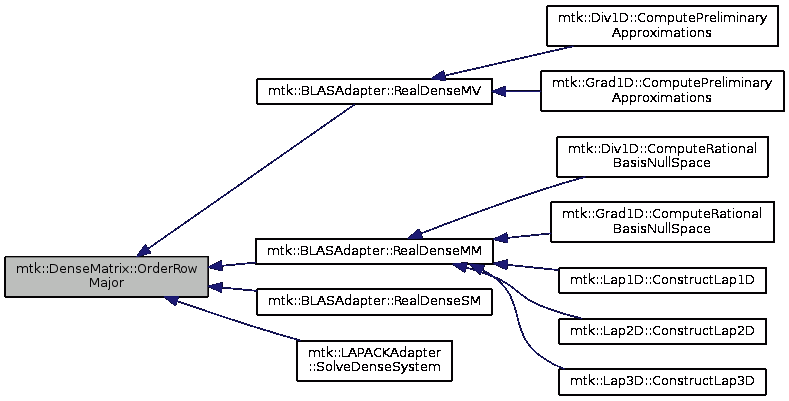 mtk::Div1D::ComputePreliminary
Approximations
mtk::BLASAdapter::RealDenseMV
mtk::Grad1D::ComputePreliminary
Approximations
mtk::Div1D::ComputeRational
BasisNullSpace
mtk::Grad1D::ComputeRational
BasisNullSpace
mtk::BLASAdapter::RealDenseMM
mtk::DenseMatrix::OrderRow
Major
mtk::Lap1D::ConstructLap1D
mtk::BLASAdapter::RealDenseSM
mtk::Lap2D::ConstructLap2D
mtk::LAPACKAdapter
::SolveDenseSystem
mtk::Lap3D::ConstructLap3D